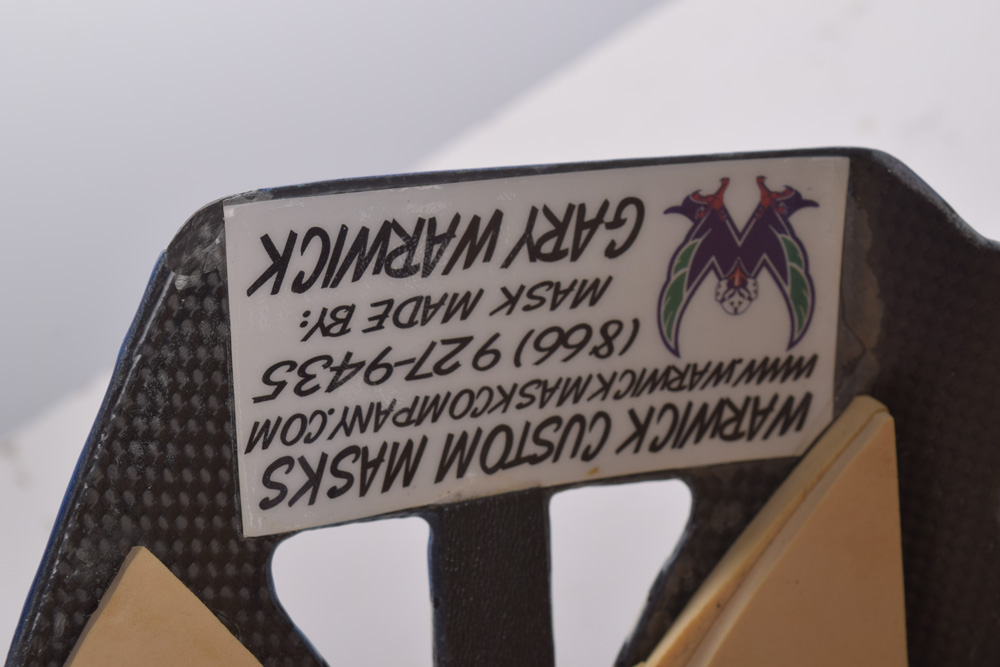 WARWICK CUSTOM MASKS
WWW.WARWICKMASKCOMPANY.COM
(866) 927-9435
MASK MADE BY:
GARY WARWICK